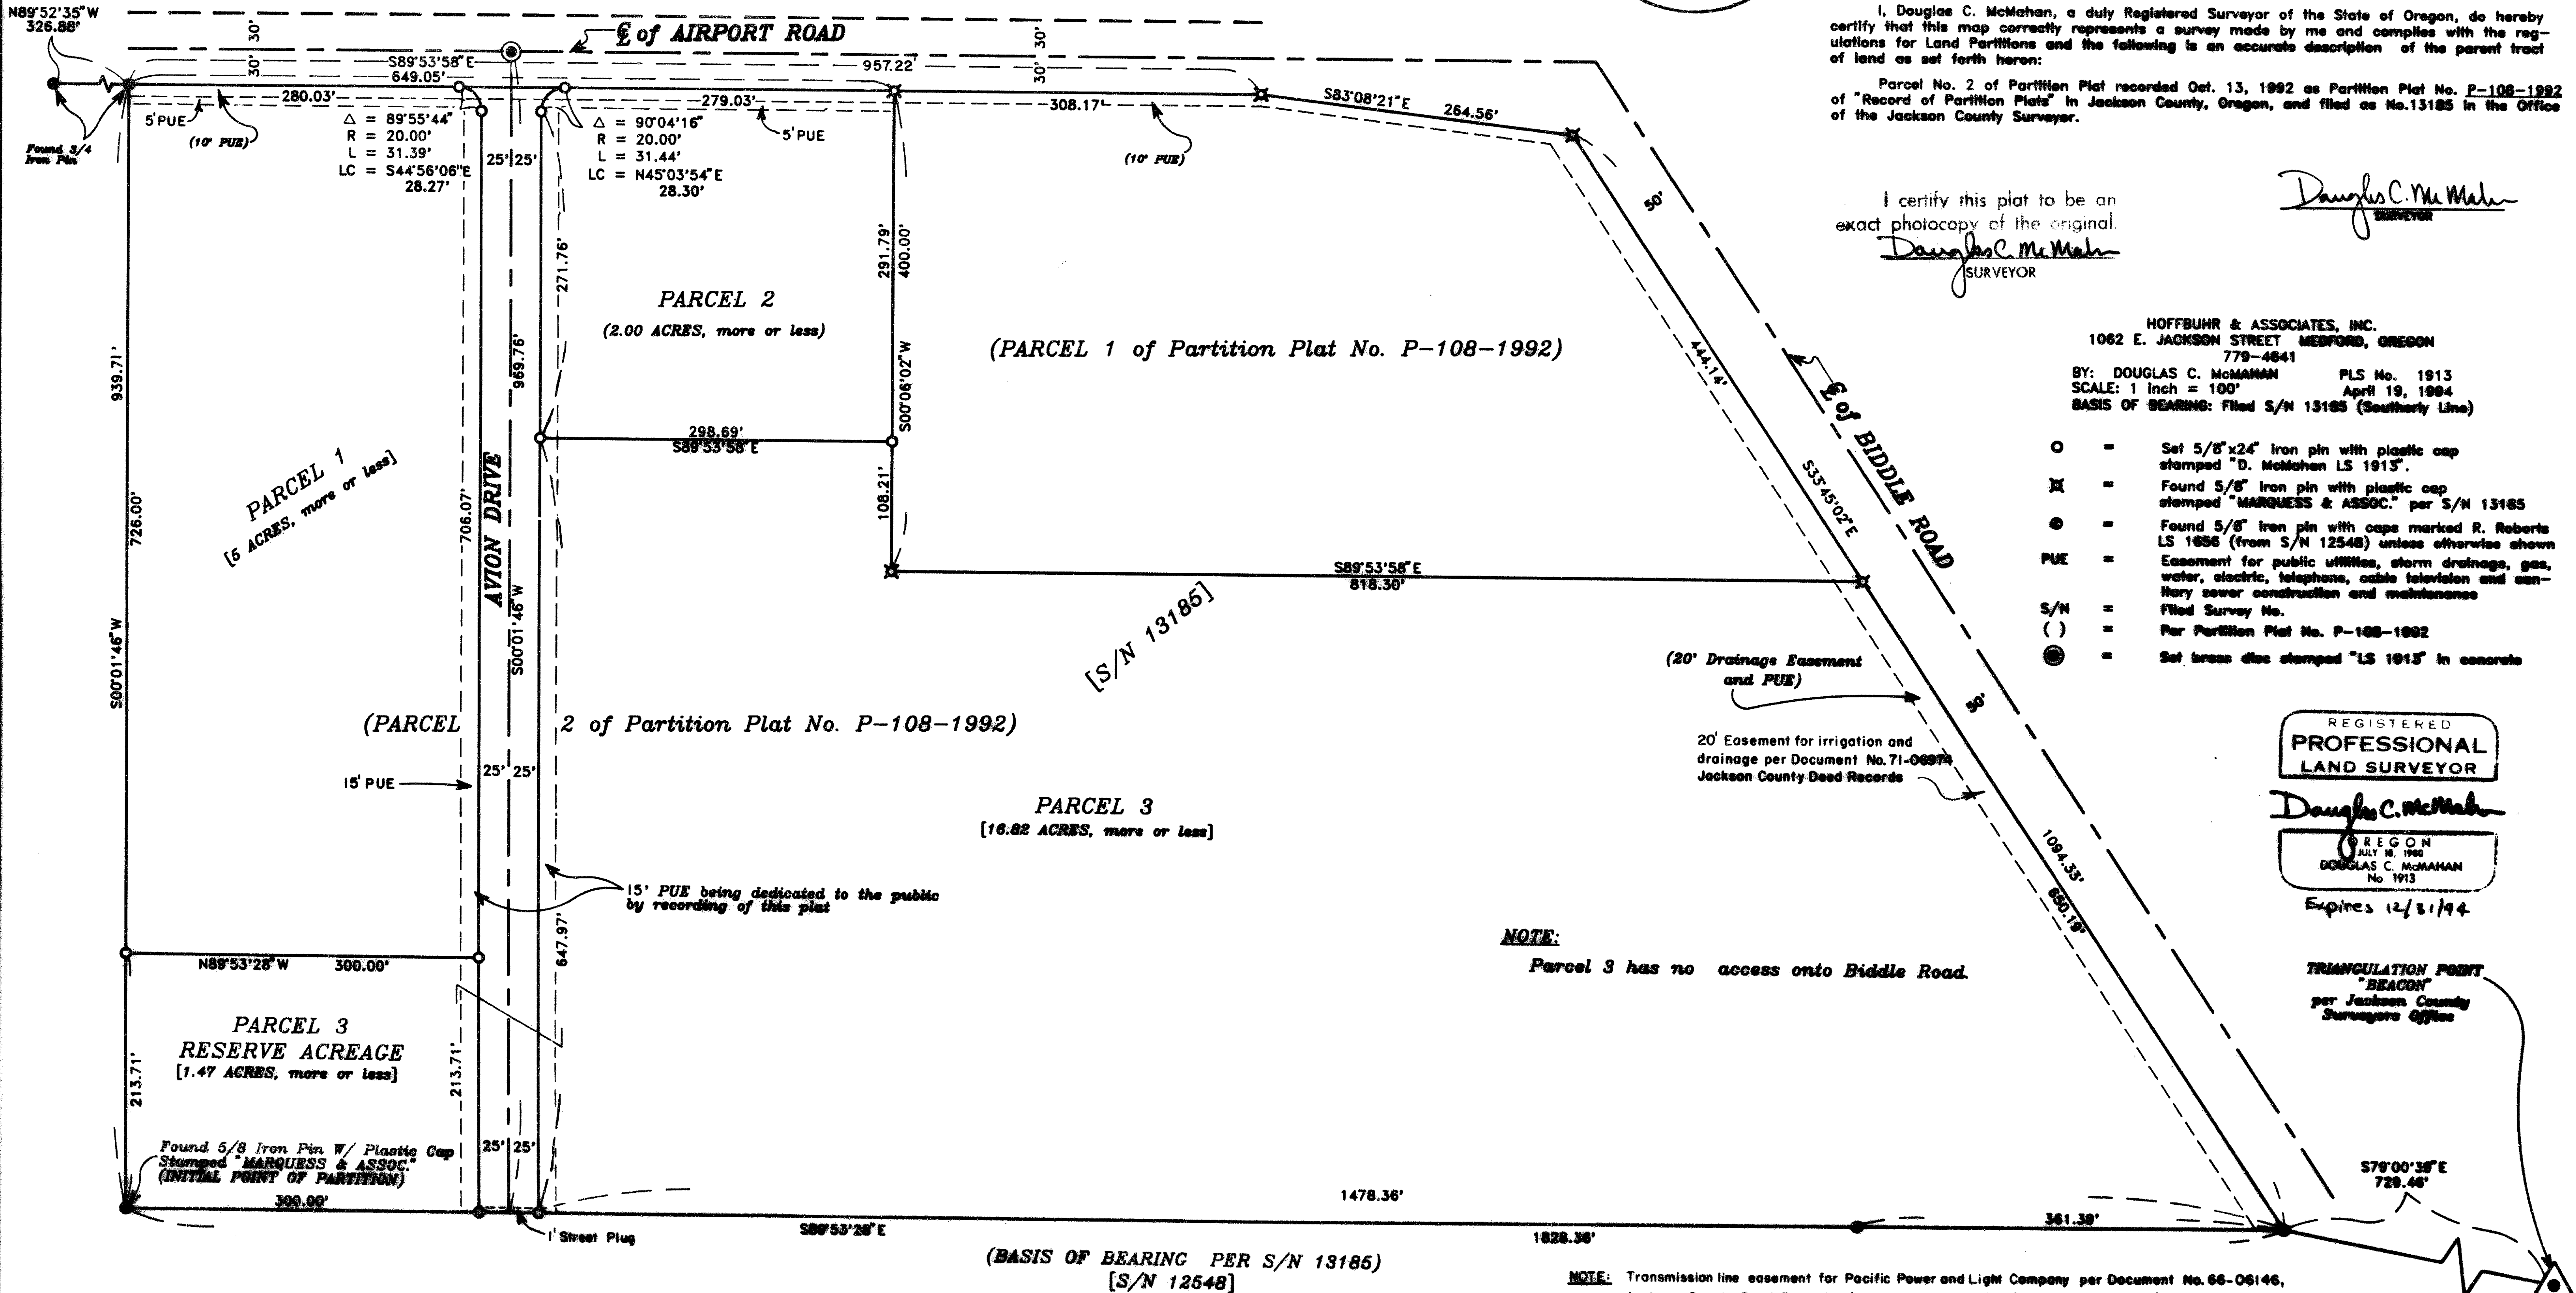 N89°52'35"W
326.88'
30'
30'
℄ of AIRPORT ROAD
30'
30'
S89°53'58"E
649.05'
957.22'
280.03'
279.03'
308.17'
S83°08'21"E
264.56'
5' PUE
(10' PUE)
Found 3/4
Iron Pin
Δ = 89°55'44"
R = 20.00'
L = 31.39'
LC = S44°56'06"E
28.27'
25' 25'
Δ = 90°04'16"
R = 20.00'
L = 31.44'
LC = N45°03'54"E
28.30'
5' PUE
(10' PUE)
50'
271.76'
291.79'
400.00'
PARCEL 2
(2.00 ACRES, more or less)
(PARCEL 1 of Partition Plat No. P-108-1992)
939.71'
969.76'
S00°06'02"W
444.14'
298.69'
S89°53'58"E
℄ of BIDDLE ROAD
PARCEL 1
[5 ACRES, more or less]
726.00'
706.07'
AVION DRIVE
108.21'
S33°45'02"E
S89°53'58"E
818.30'
S00°01'46"W
S00°01'46"W
[S/N 13185]
(20' Drainage Easement
and PUE)
50'
(PARCEL 2 of Partition Plat No. P-108-1992)
20' Easement for irrigation and
drainage per Document No. 71-06974
Jackson County Deed Records
15' PUE
25' 25'
PARCEL 3
[16.82 ACRES, more or less]
1094.33'
650.19'
15' PUE being dedicated to the public
by recording of this plat
647.97'
NOTE:
Parcel 3 has no access onto Biddle Road.
N89°53'28"W 300.00'
PARCEL 3
RESERVE ACREAGE
[1.47 ACRES, more or less]
213.71'
213.71'
Found 5/8 Iron Pin W/ Plastic Cap
Stamped "MARQUESS & ASSOC."
(INITIAL POINT OF PARTITION)
25' 25'
300.00'
1' Street Plug
S89°53'28"E
1478.36'
1828.36'
361.39'
(BASIS OF BEARING PER S/N 13185)
[S/N 12548]
S79°00'36"E
729.46'
NOTE: Transmission line easement for Pacific Power and Light Company per Document No. 66-06146,
I, Douglas C. McMahan, a duly Registered Surveyor of the State of Oregon, do hereby
certify that this map correctly represents a survey made by me and complies with the reg-
ulations for Land Partitions and the following is an accurate description of the parent tract
of land as set forth heron:
Parcel No. 2 of Partition Plat recorded Oct. 13, 1992 as Partition Plat No. P-108-1992
of "Record of Partition Plats" in Jackson County, Oregon, and filed as No.13185 in the Office
of the Jackson County Surveyor.
Douglas C. McMahan
SURVEYOR
I certify this plat to be an
exact photocopy of the original.
Douglas C. McMahan
SURVEYOR
HOFFBUHR & ASSOCIATES, INC.
1062 E. JACKSON STREET MEDFORD, OREGON
779-4641
BY: DOUGLAS C. McMAHAN PLS No. 1913
SCALE: 1 inch = 100' April 19, 1994
BASIS OF BEARING: Filed S/N 13185 (Southerly Line)
= Set 5/8"x24" iron pin with plastic cap
stamped "D. McMahan LS 1913".
= Found 5/8" iron pin with plastic cap
stamped "MARQUESS & ASSOC." per S/N 13185
= Found 5/8" iron pin with caps marked R. Roberts
LS 1656 (from S/N 12548) unless otherwise shown
PUE = Easement for public utilities, storm drainage, gas,
water, electric, telephone, cable television and san-
itary sewer construction and maintenance
S/N = Filed Survey No.
( ) = Per Partition Plat No. P-108-1992
= Set brass disc stamped "LS 1913" in concrete
REGISTERED
PROFESSIONAL
LAND SURVEYOR
Douglas C. McMahan
OREGON
JULY 18, 1980
DOUGLAS C. McMAHAN
No 1913
Expires 12/31/94
TRIANGULATION POINT
"BEACON"
per Jackson County
Surveyors Office